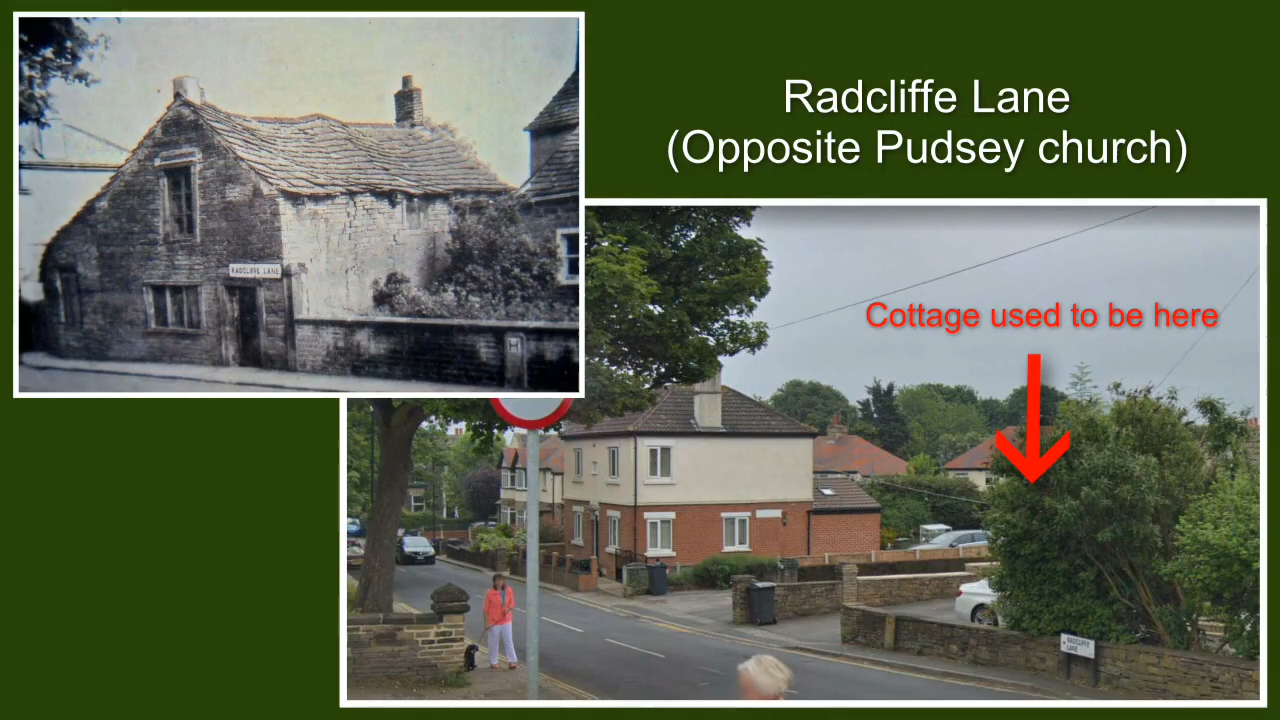 Radcliffe Lane
(Opposite Pudsey church)
RADCLIFFE LANE
H
Cottage used to be here
RADCLIFFE
LANE